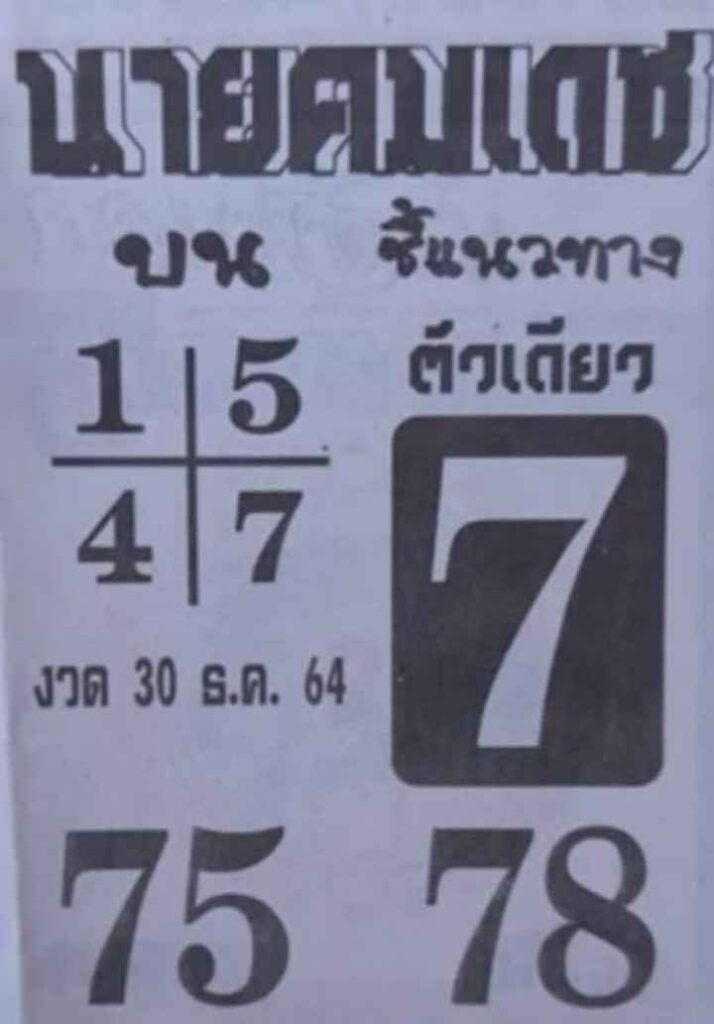 นายคมเดช
บน
ชี้แนวทาง
1 5
4 7
ตัวเดียว
7
งวด 30 ธ.ค. 64
75 78